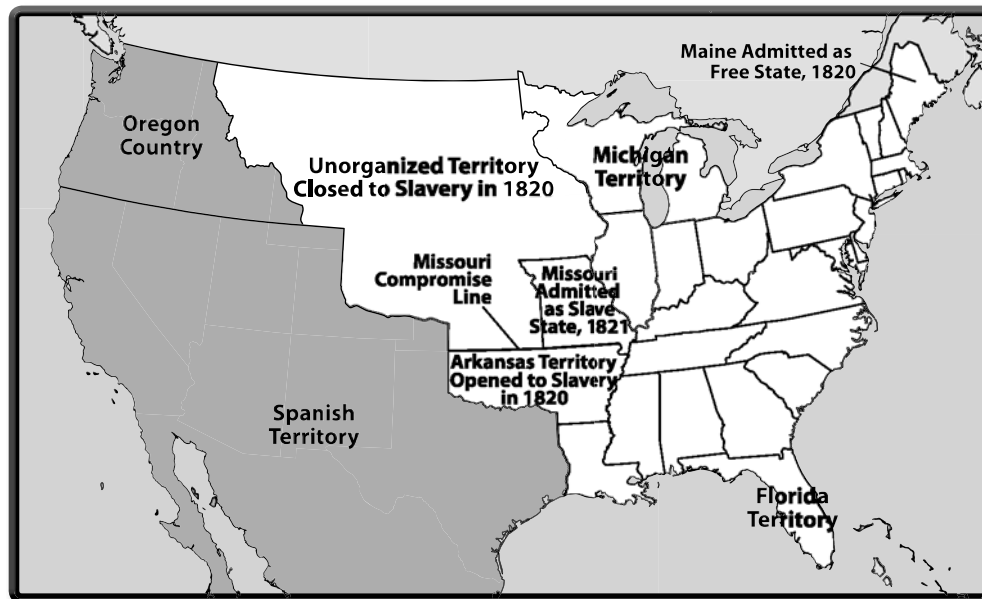 Maine Admitted as
Free State, 1820
Oregon
Country
Unorganized Territory
Closed to Slavery in 1820
Michigan
Territory
Missouri
Compromise
Line
Missouri
Admitted
as Slave
State, 1821
Arkansas Territory
Opened to Slavery
in 1820
Spanish
Territory
Florida
Territory